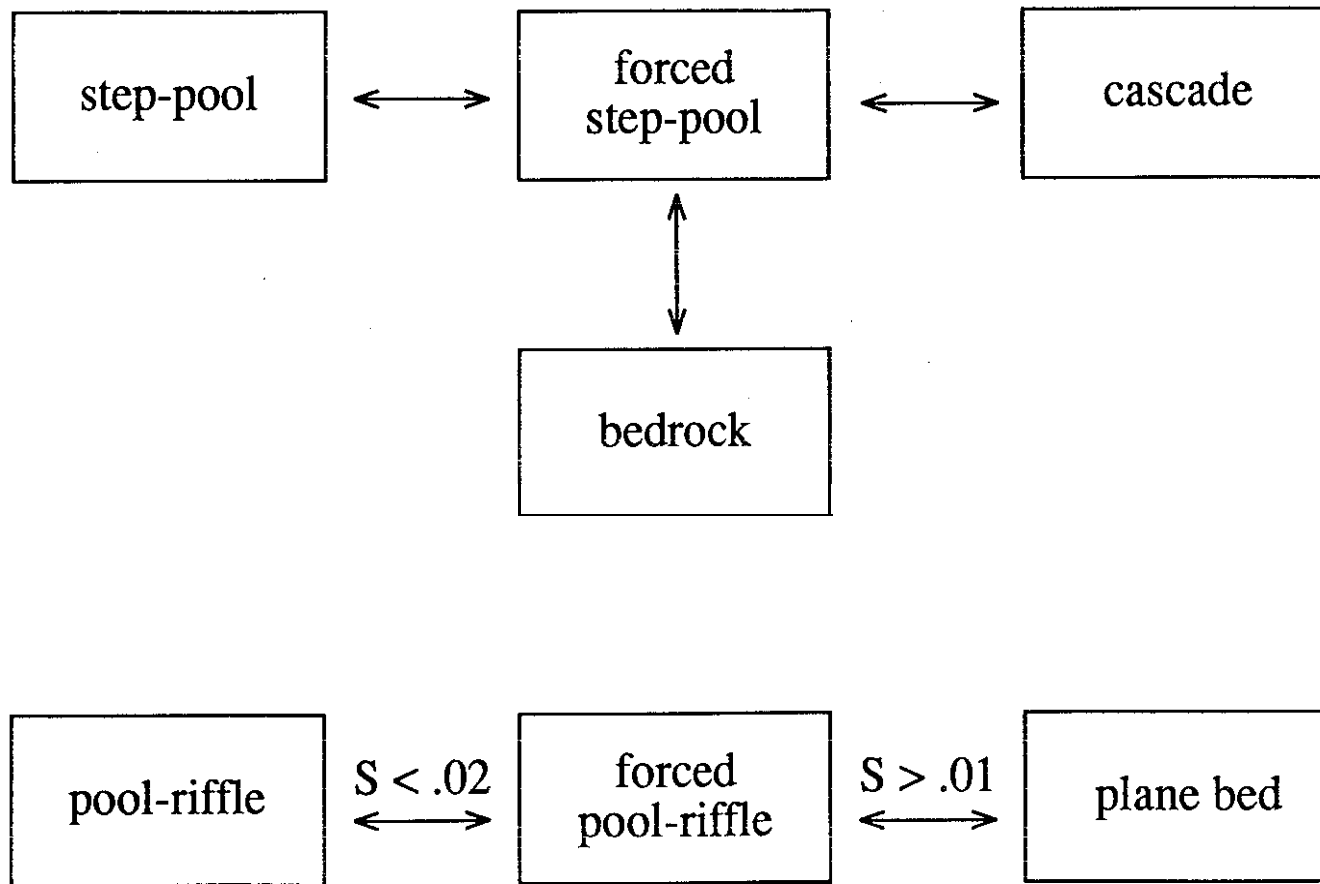 step-pool
forced
step-pool
cascade
bedrock
pool-riffle
S < .02
forced
pool-riffle
S > .01
plane bed